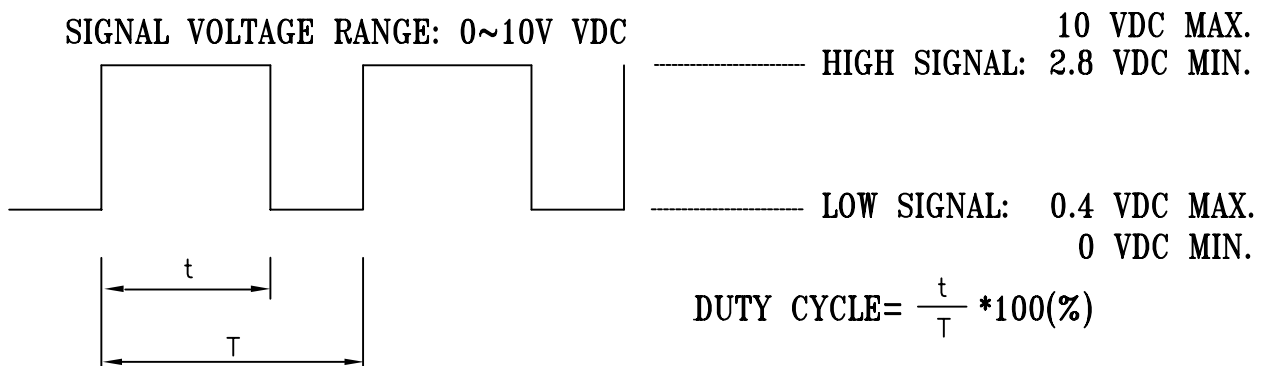 SIGNAL VOLTAGE RANGE: 0~10V VDC
10 VDC MAX.
HIGH SIGNAL: 2.8 VDC MIN.
LOW SIGNAL: 0.4 VDC MAX.
0 VDC MIN.
t
T
DUTY CYCLE= t/T *100(%)